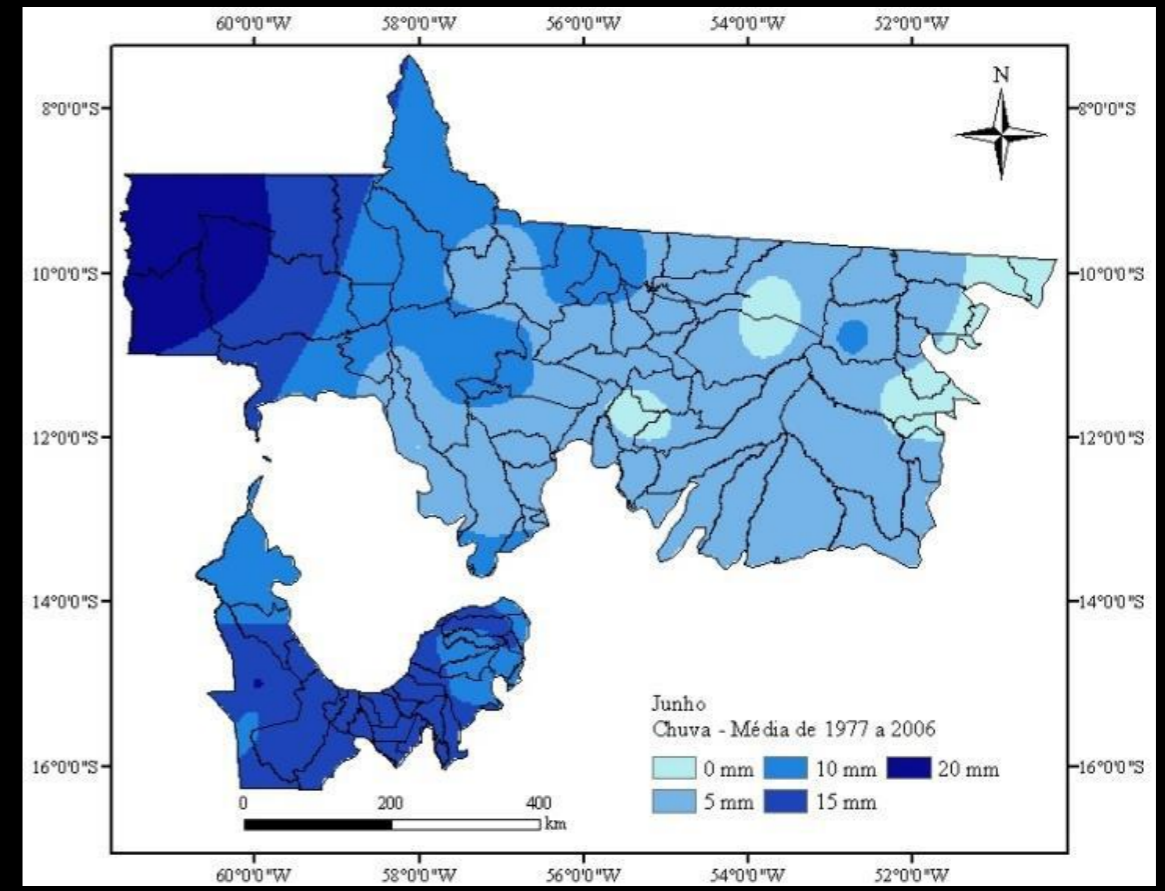 60°0'0"W 58°0'0"W 56°0'0"W 54°0'0"W 52°0'0"W
N
8°0'0"S 8°0'0"S
10°0'0"S 10°0'0"S
12°0'0"S 12°0'0"S
14°0'0"S 14°0'0"S
Junho
Chuva - Média de 1977 a 2006
16°0'0"S 0 mm 10 mm 20 mm 16°0'0"S
5 mm 15 mm
0 200 400
km
60°0'0"W 58°0'0"W 56°0'0"W 54°0'0"W 52°0'0"W